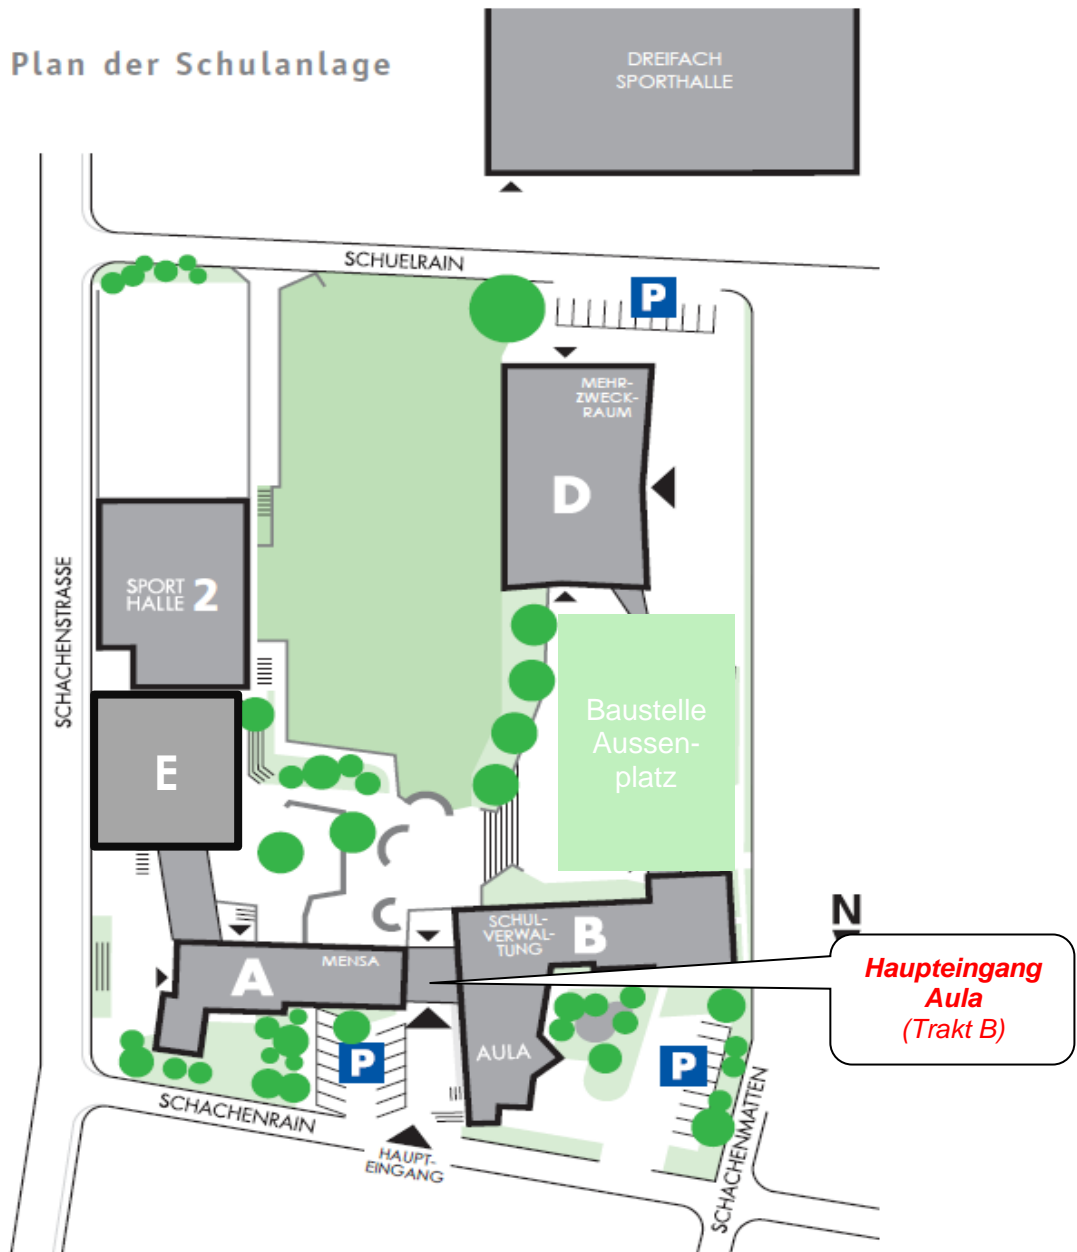 Plan der Schulanlage
DREIFACH
SPORTHALLE
SCHUELRAIN
P
MEHR-
ZWECK-
RAUM
D
SPORT
HALLE 2
SCHACHENSTRASSE
E
Baustelle
Aussen-
platz
N
SCHUL-
VERWAL-
TUNG
B
MENSA
A
Haupteingang
Aula
(Trakt B)
AULA
P
P
SCHACHENRAIN
HAUPT-
EINGANG
SCHACHENMATTEN